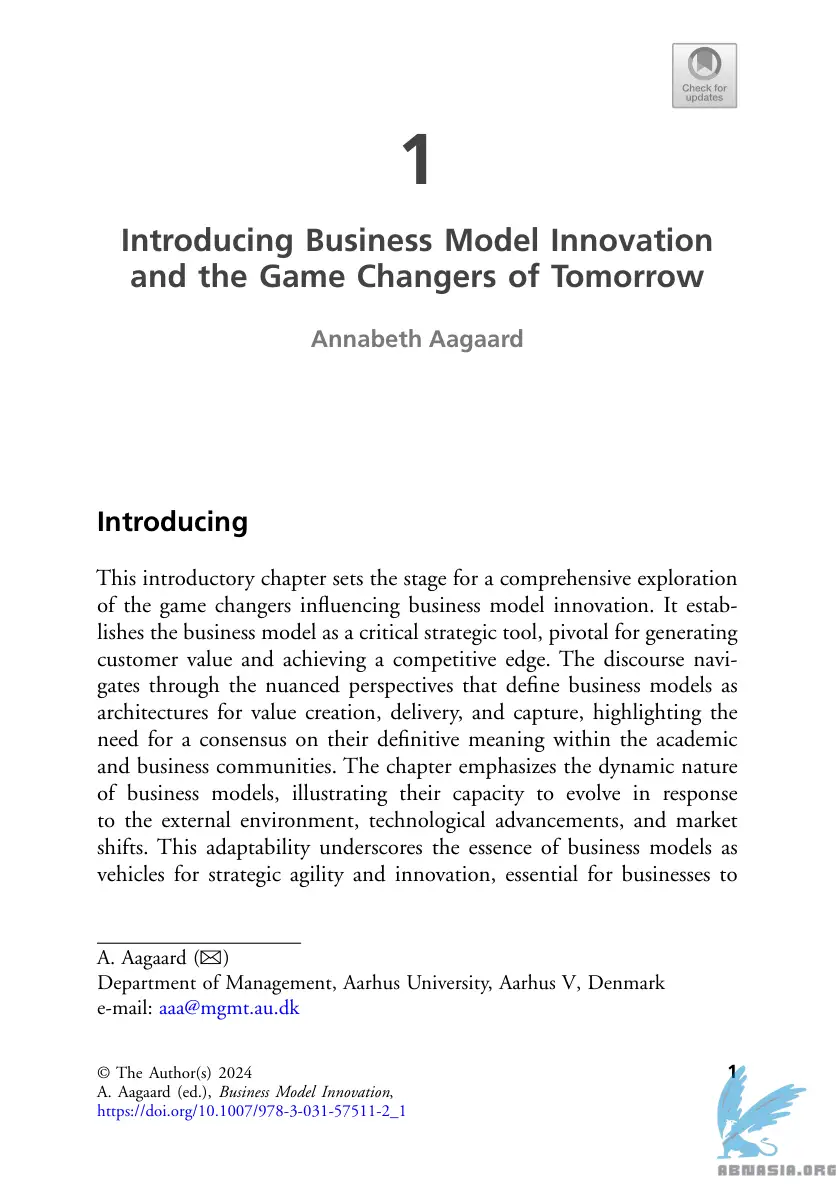 Check for
updates
1
Introducing Business Model Innovation
and the Game Changers of Tomorrow
Annabeth Aagaard
Introducing
This introductory chapter sets the stage for a comprehensive exploration
of the game changers influencing business model innovation. It estab-
lishes the business model as a critical strategic tool, pivotal for generating
customer value and achieving a competitive edge. The discourse navi-
gates through the nuanced perspectives that define business models as
architectures for value creation, delivery, and capture, highlighting the
need for a consensus on their definitive meaning within the academic
and business communities. The chapter emphasizes the dynamic nature
of business models, illustrating their capacity to evolve in response
to the external environment, technological advancements, and market
shifts. This adaptability underscores the essence of business models as
vehicles for strategic agility and innovation, essential for businesses to
A. Aagaard (✉)
Department of Management, Aarhus University, Aarhus V, Denmark
e-mail: aaa@mgmt.au.dk
© The Author(s) 2024
A. Aagaard (ed.), Business Model Innovation,
https://doi.org/10.1007/978-3-031-57511-2_1
1
ABNASIA.ORG